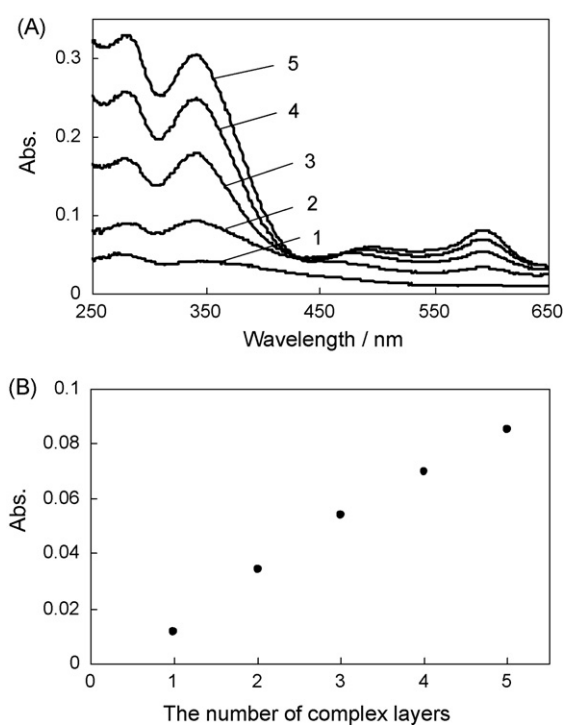 (A)
0.3
0.2
0.1
0
Abs.
5
4
3
2
1
250 350 450 550 650
Wavelength / nm
(B)
0.1
0.08
0.06
0.04
0.02
0
Abs.
0 1 2 3 4 5
The number of complex layers